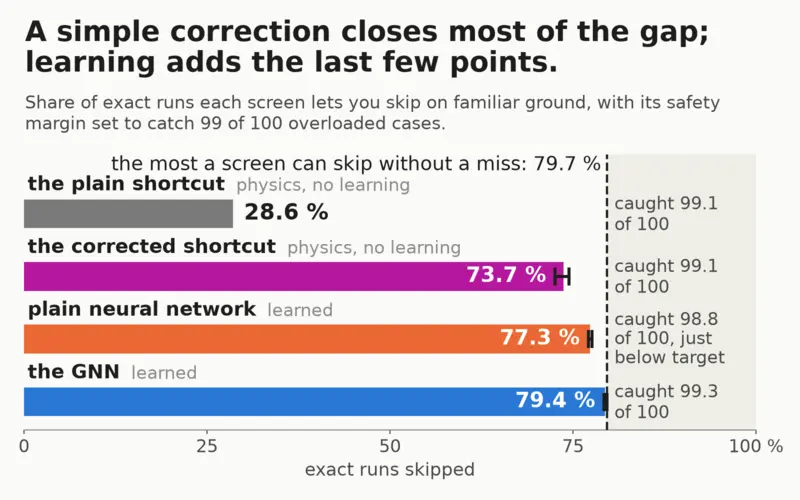 A simple correction closes most of the gap;
learning adds the last few points.
Share of exact runs each screen lets you skip on familiar ground, with its safety
margin set to catch 99 of 100 overloaded cases.
the most a screen can skip without a miss: 79.7 %
the plain shortcut physics, no learning
28.6 %
caught 99.1
of 100
the corrected shortcut physics, no learning
73.7 %
caught 99.1
of 100
plain neural network learned
77.3 %
caught 98.8
of 100, just
below target
the GNN learned
79.4 %
caught 99.3
of 100
0 25 50 75 100 %
exact runs skipped